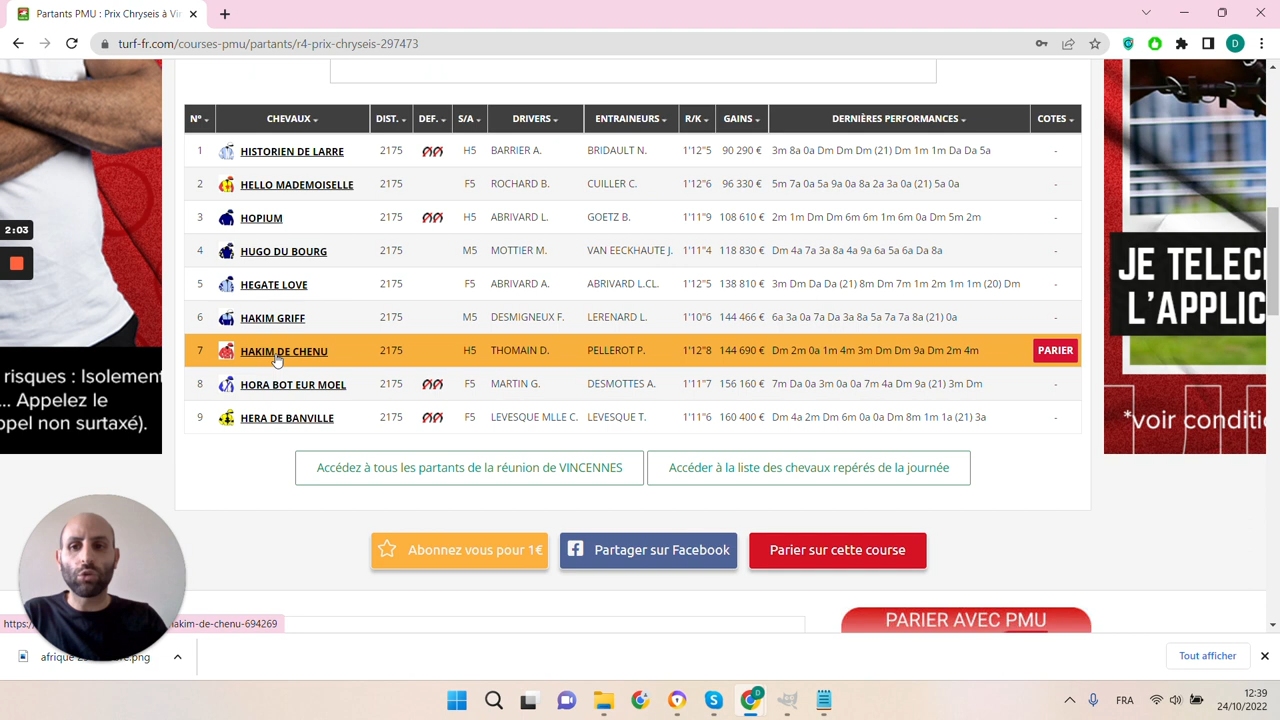 Partants PMU : Prix Chryseis à Vi
turf-fr.com/courses-pmu/partants/r4-prix-chryseis-297473
D
Nº CHEVAUX DIST. DEF. S/A DRIVERS ENTRAINEURS R/K GAINS DERNIÈRES PERFORMANCES COTES
1 HISTORIEN DE LARRE 2175 H5 BARRIER A. BRIDAULT N. 1'12"5 90 290 € 3m 8a 0a Dm Dm Dm (21) Dm 1m 1m Da Da 5a -
2 HELLO MADEMOISELLE 2175 F5 ROCHARD B. CUILLER C. 1'12"6 96 330 € 5m 7a 0a 5a 9a 0a 8a 2a 3a 0a (21) 5a 0a -
3 HOPIUM 2175 H5 ABRIVARD L. GOETZ B. 1'11"9 108 610 € 2m 1m Dm Dm 6m 6m 1m 6m 0a Dm 5m 2m -
4 HUGO DU BOURG 2175 M5 MOTTIER M. VAN EECKHAUTE J. 1'11"4 118 830 € Dm 4a 7a 3a 8a 4a 9a 6a 5a 6a Da 8a -
5 HEGATE LOVE 2175 F5 ABRIVARD A. ABRIVARD L.CL. 1'12"5 138 810 € 3m Dm Da Da (21) 8m Dm 7m 1m 2m 1m 1m (20) Dm -
6 HAKIM GRIFF 2175 M5 DESMIGNEUX F. LERENARD L. 1'10"6 144 466 € 6a 3a 0a 7a Da 3a 8a 5a 7a 7a 8a (21) 0a -
7 HAKIM DE CHENU 2175 H5 THOMAIN D. PELLEROT P. 1'12"8 144 690 € Dm 2m 0a 1m 4m 3m Dm Dm 9a Dm 2m 4m PARIER
8 HORA BOT EUR MOEL 2175 F5 MARTIN G. DESMOTTES A. 1'11"7 156 160 € 7m Da 0a 3m 0a 0a 7m 4a Dm 9a (21) 3m Dm -
9 HERA DE BANVILLE 2175 F5 LEVESQUE MLLE C. LEVESQUE T. 1'11"6 160 400 € Dm 4a 2m Dm 6m 0a 0a Dm 8m 1m 1a (21) 3a -
2:03
risques : Isolement
... Appelez le
ppel non surtaxé).
JE TELEC
L'APPLIC
*voir conditi
Accédez à tous les partants de la réunion de VINCENNES
Accéder à la liste des chevaux repérés de la journée
Abonnez vous pour 1€
Partager sur Facebook
Parier sur cette course
PARIER AVEC PMU
https://
hakim-de-chenu-694269
afrique
.png
Tout afficher
D
FRA
12:39
24/10/2022